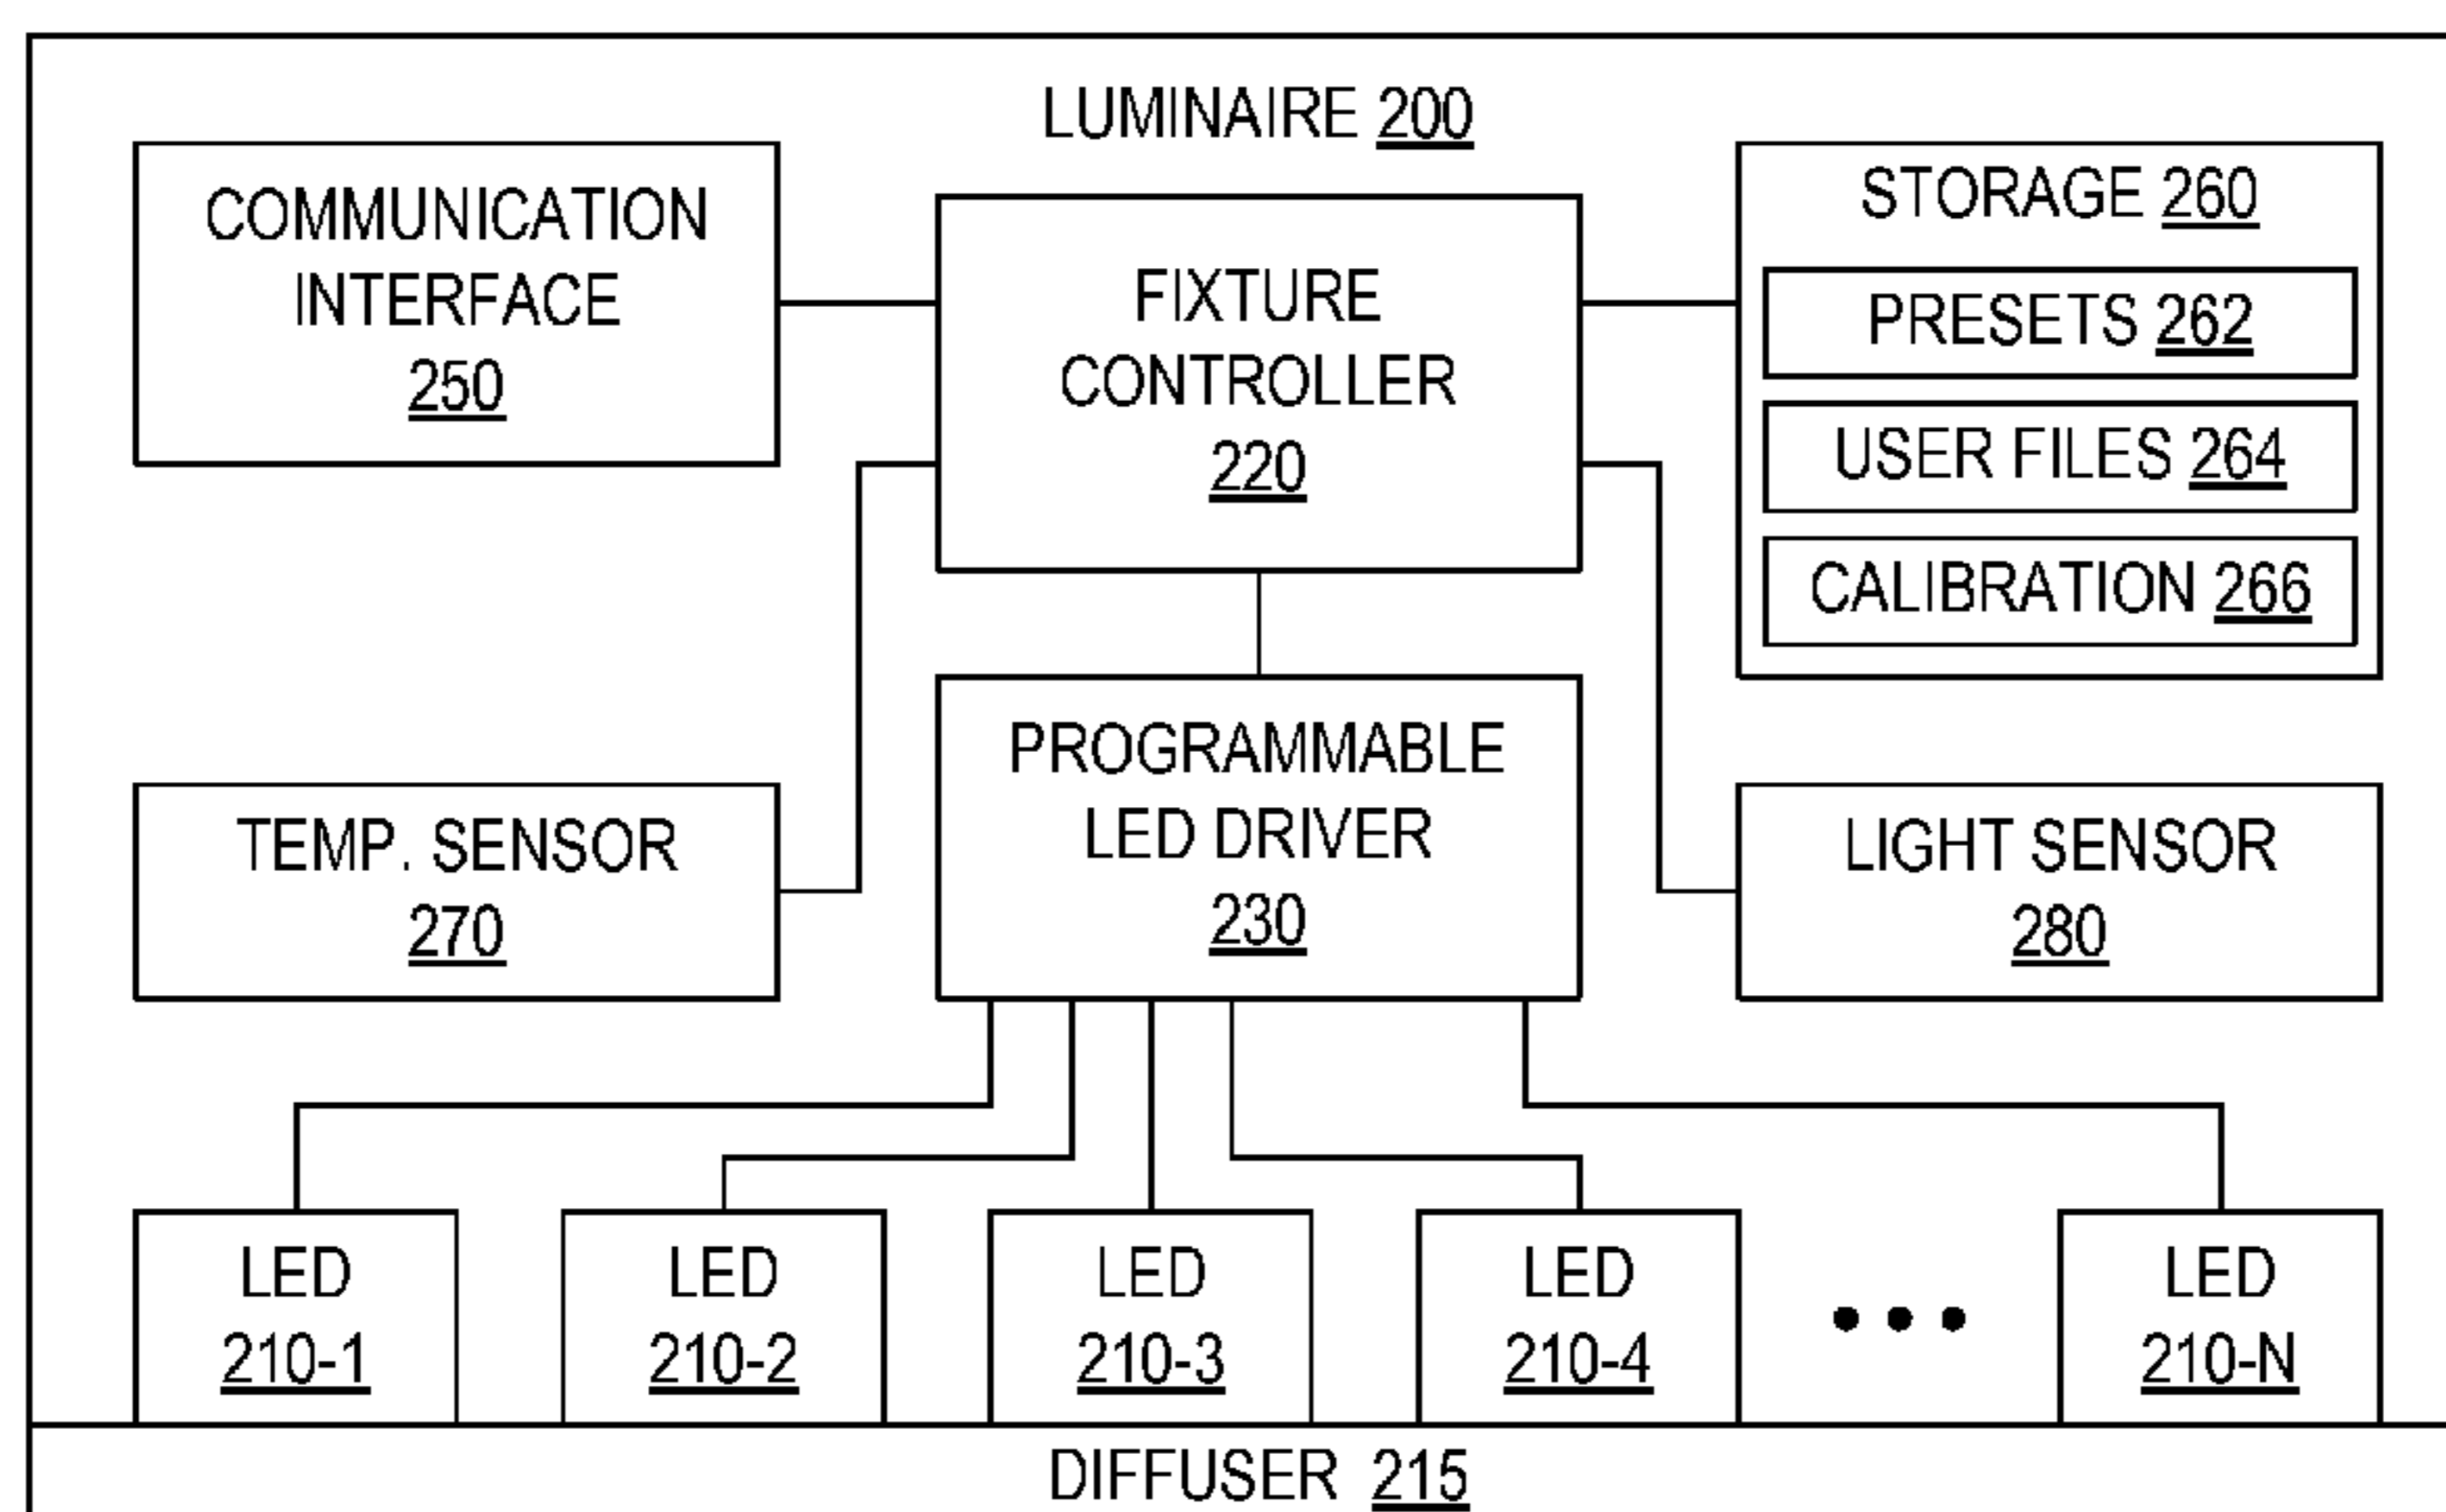 LUMINAIRE 200
COMMUNICATION
INTERFACE
250
FIXTURE
CONTROLLER
220
STORAGE 260
PRESETS 262
USER FILES 264
CALIBRATION 266
TEMP. SENSOR
270
PROGRAMMABLE
LED DRIVER
230
LIGHT SENSOR
280
LED
210-1
LED
210-2
LED
210-3
LED
210-4
LED
210-N
DIFFUSER 215